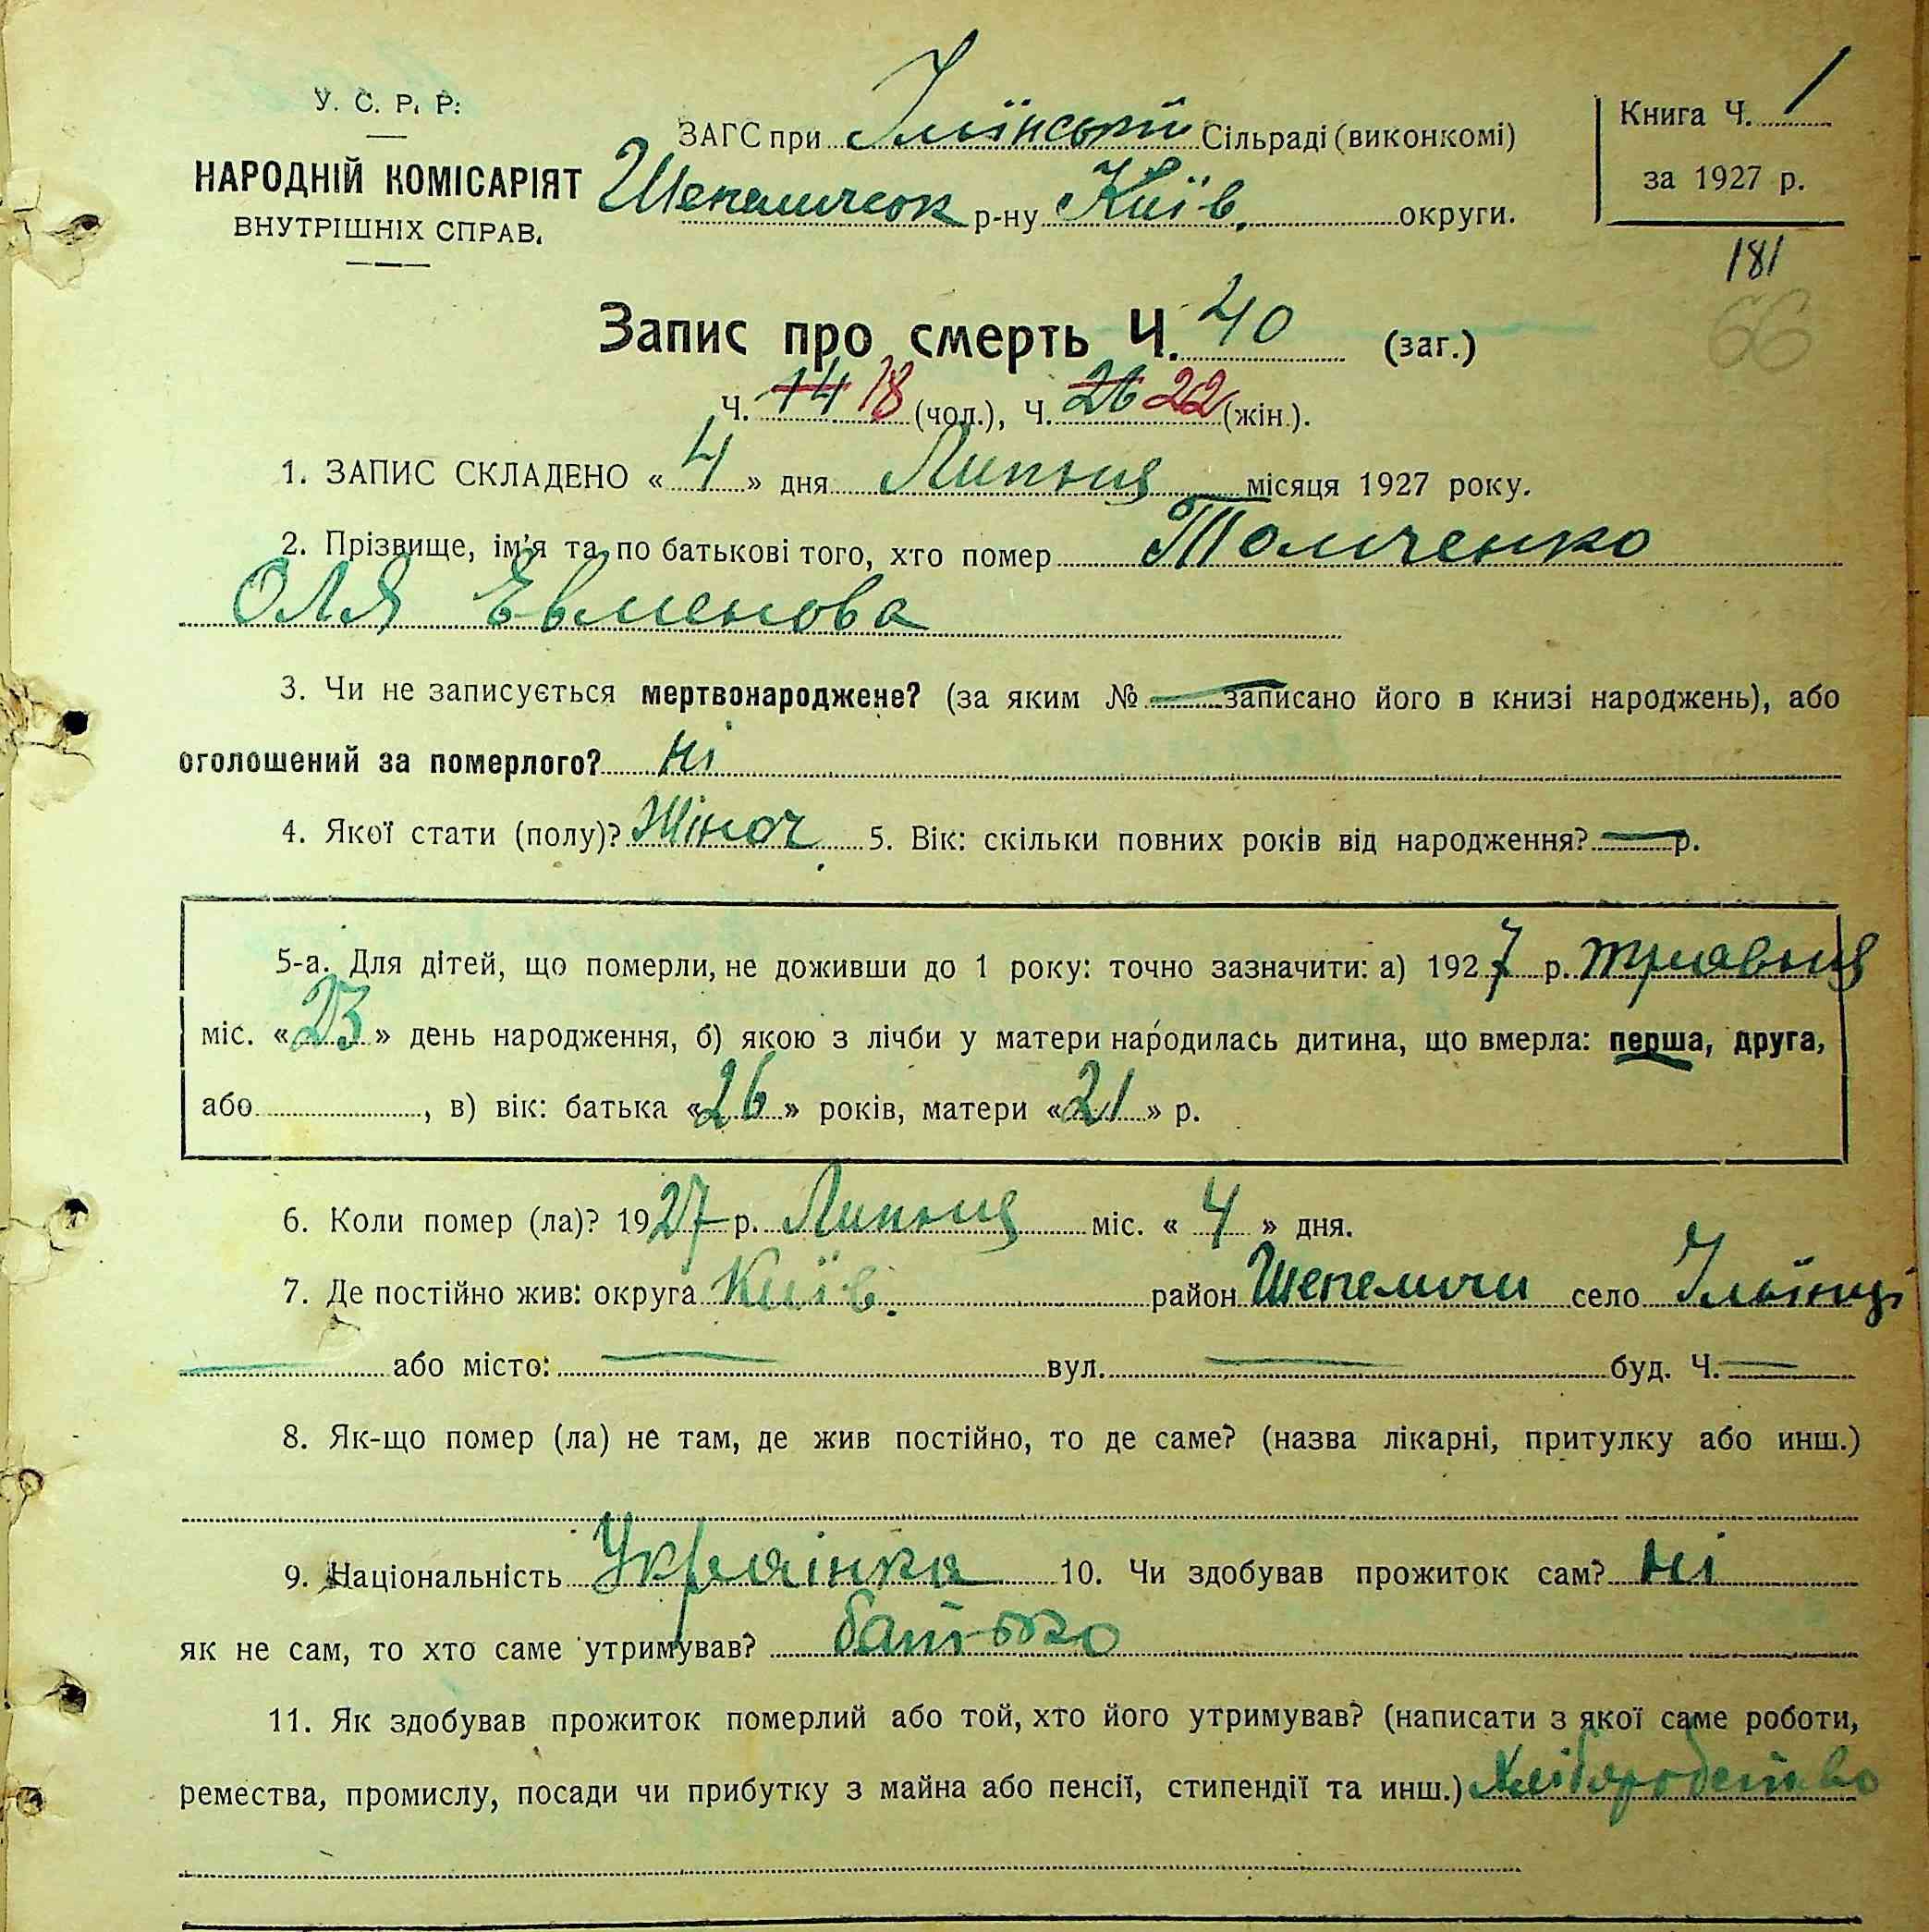 У. С. Р. Р.
НАРОДНІЙ КОМІСАРІЯТ
ВНУТРІШНІХ СПРАВ.
ЗАГС при Іллїнській Сільраді (виконкомі)
Шепеличськ р-ну Київ. округи.
Книга Ч. 1
за 1927 р.
181
66
Запис про смерть Ч. 40 (заг.)
Ч. 14 18 (чол.), Ч. 26 22 (жін.).
1. ЗАПИС СКЛАДЕНО « 4 » дня Липня місяця 1927 року.
2. Прізвище, ім'я та по батькові того, хто помер Толченко
Оля Евменова
3. Чи не записується мертвонароджене? (за яким № — записано його в книзі народжень), або
оголошений за померлого? Ні
4. Якої стати (полу)? Жіноч. 5. Вік: скільки повних років від народження? — р.
5-а. Для дітей, що померли, не доживши до 1 року: точно зазначити: а) 1927 р. травня
міс. « 23 » день народження, б) якою з лічби у матери народилась дитина, що вмерла: перша, друга,
або , в) вік: батька « 26 » років, матери « 21 » р.
6. Коли помер (ла)? 1927 р. Липня міс. « 4 » дня.
7. Де постійно жив: округа Київ. район Шепеличи село Ільїнці
— або місто: — вул. — буд. Ч. —
8. Як-що помер (ла) не там, де жив постійно, то де саме? (назва лікарні, притулку або инш.)
9. Національність Українка 10. Чи здобував прожиток сам? Ні
як не сам, то хто саме утримував? батько
11. Як здобував прожиток померлий або той, хто його утримував? (написати з якої саме роботи,
ремества, промислу, посади чи прибутку з майна або пенсії, стипендії та инш.) Хліборобство